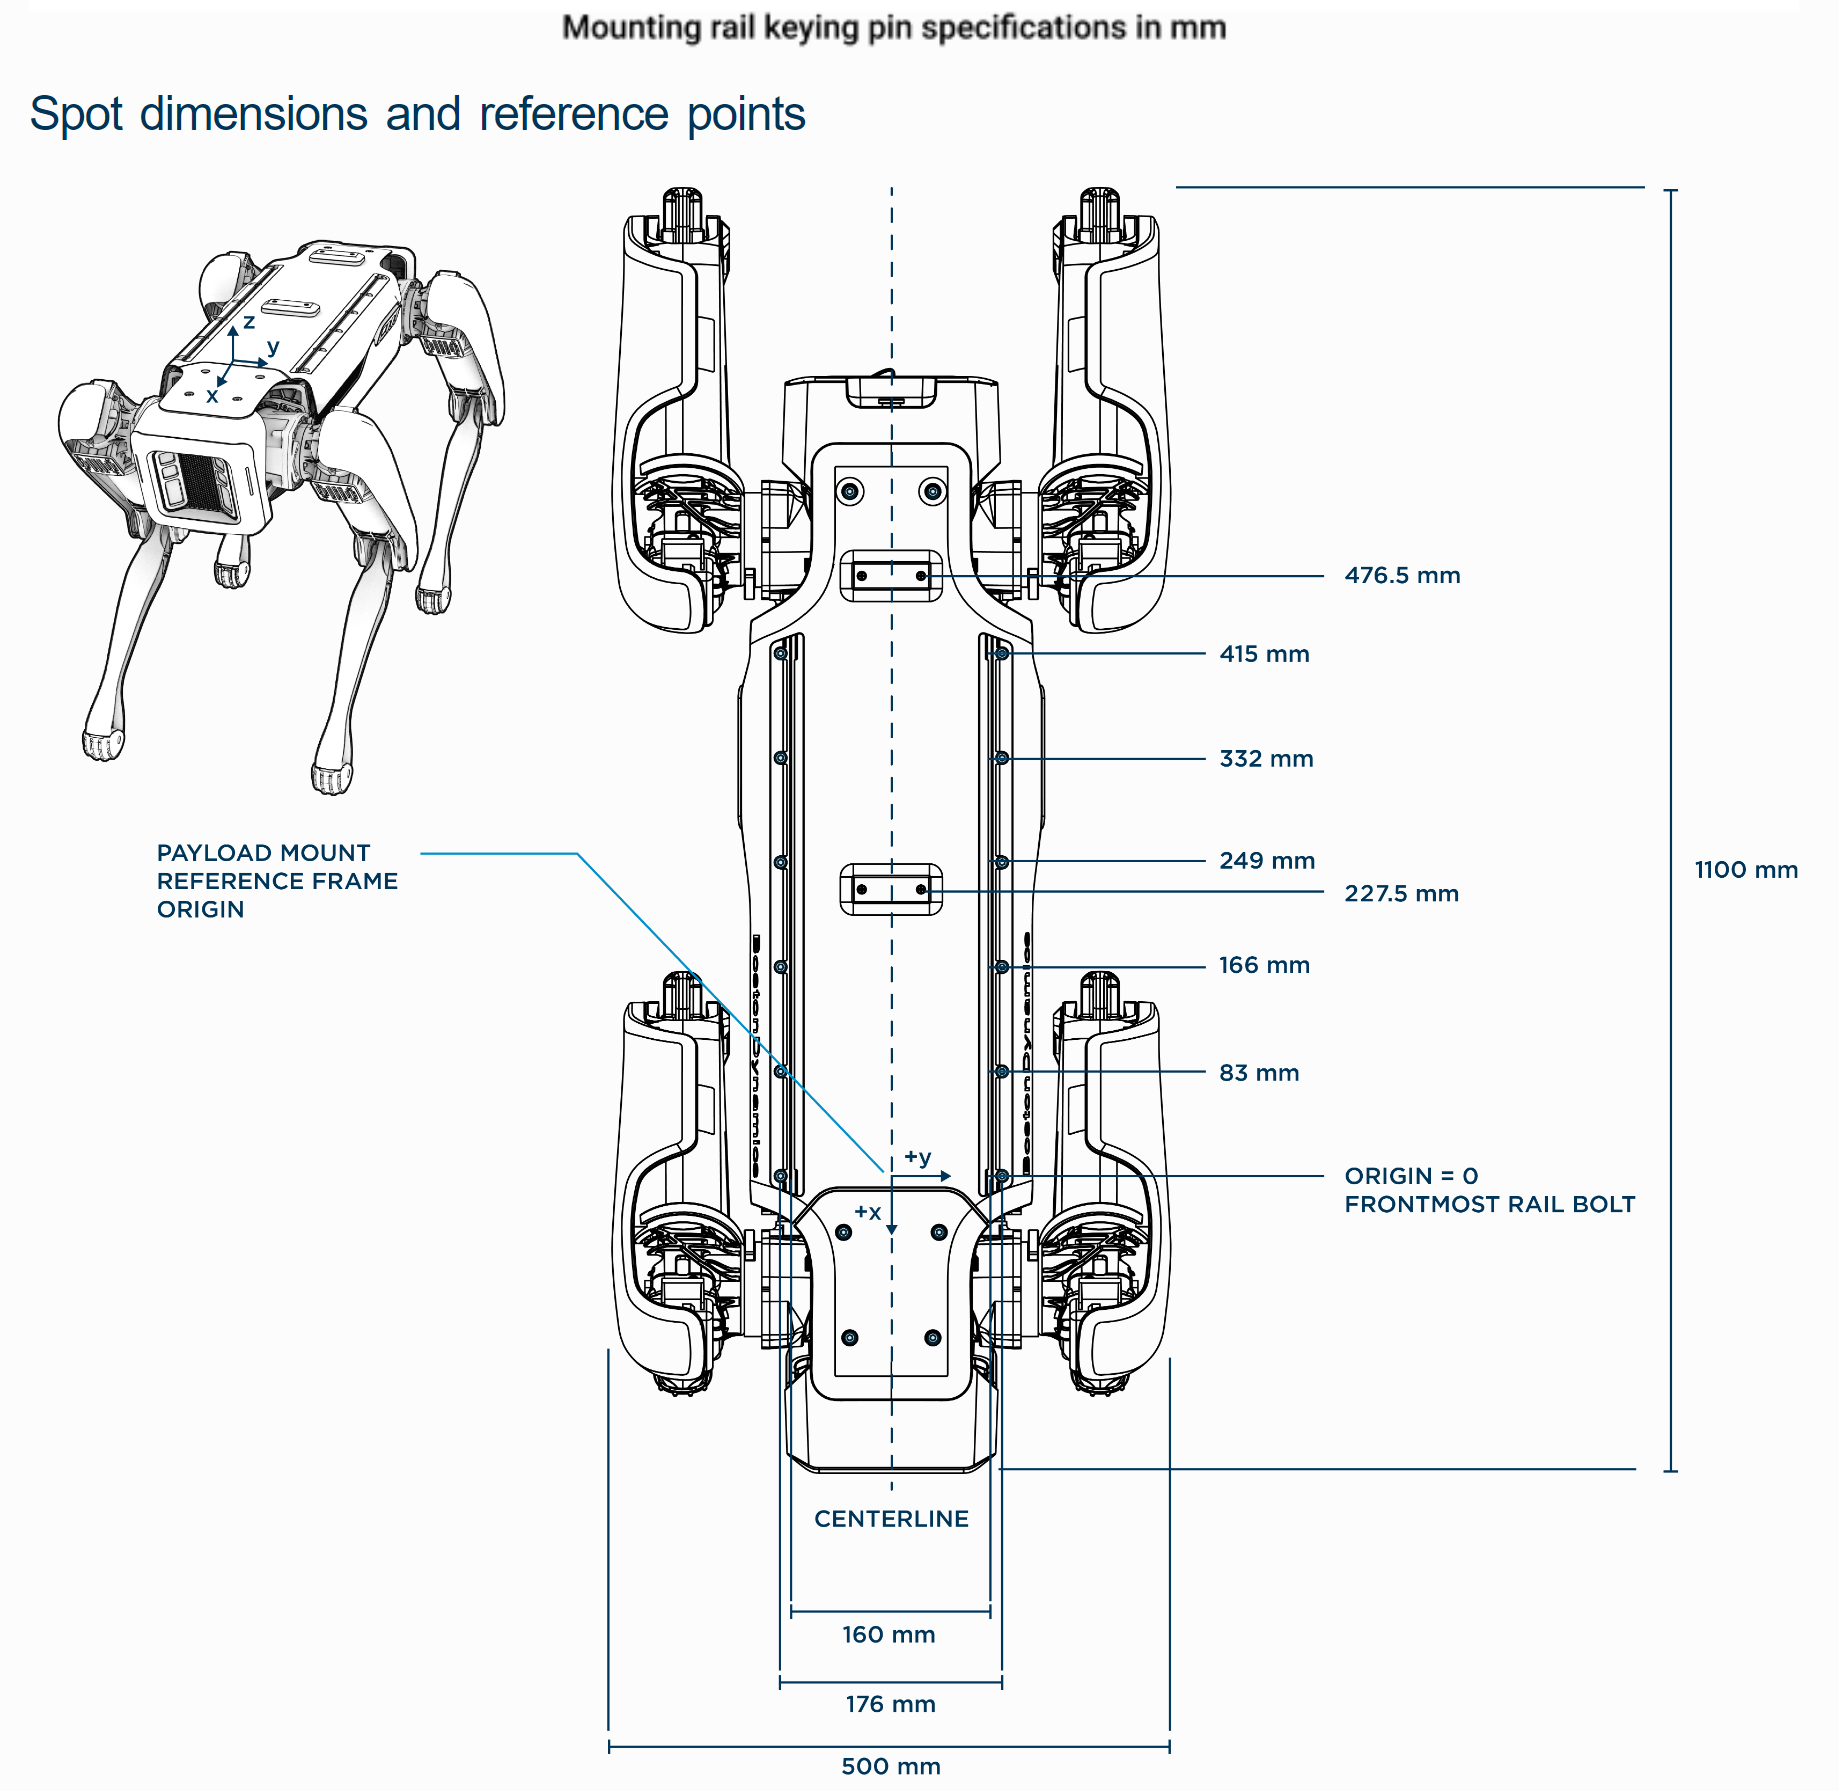 Mounting rail keying pin specifications in mm
Spot dimensions and reference points
z
y
x
476.5 mm
415 mm
332 mm
PAYLOAD MOUNT
REFERENCE FRAME
ORIGIN
249 mm
1100 mm
227.5 mm
166 mm
BostonDynamics
BostonDynamics
83 mm
+y
ORIGIN = 0
FRONTMOST RAIL BOLT
+x
CENTERLINE
160 mm
176 mm
500 mm